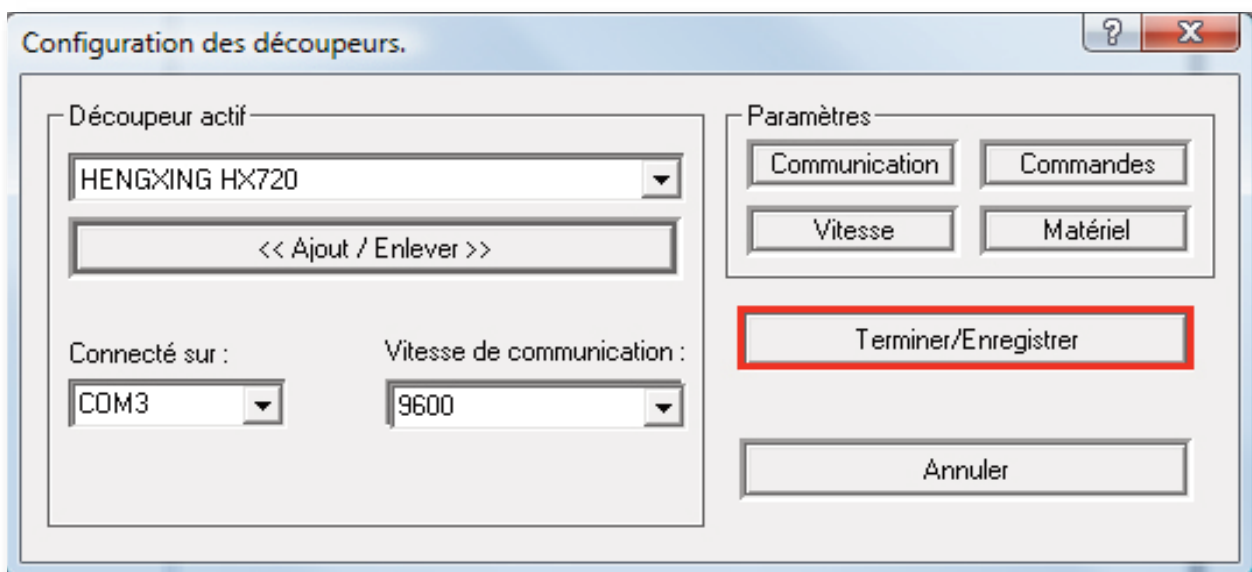 Configuration des découpeurs.
Découpeur actif
HENGXING HX720
<< Ajout / Enlever >>
Connecté sur :
Vitesse de communication :
COM3
9600
Paramètres
Communication
Commandes
Vitesse
Matériel
Terminer/Enregistrer
Annuler